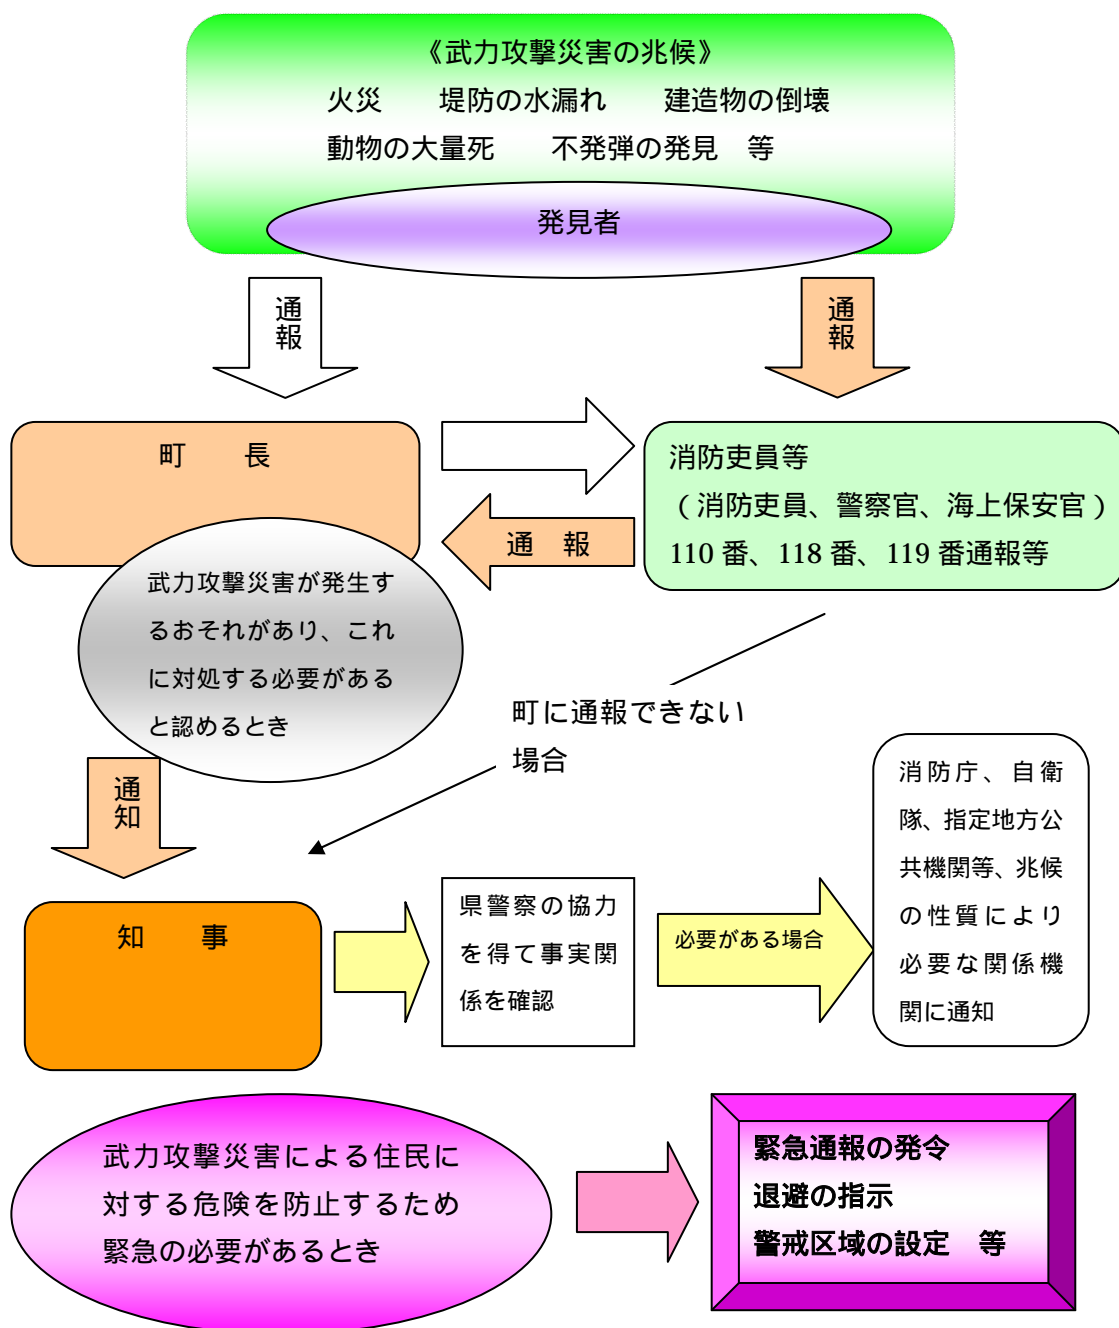 《武力攻撃災害の兆候》
火災　　堤防の水漏れ　　建造物の倒壊
動物の大量死　　不発弾の発見　等
発見者
通報
通報
町　　長
消防吏員等
（消防吏員、警察官、海上保安官）
110 番、118 番、119 番通報等
通　報
武力攻撃災害が発生す
るおそれがあり、これ
に対処する必要がある
と認めるとき
町に通報できない
場合
通知
消防庁、自衛
隊、指定地方公
共機関等、兆候
の性質により
必要な関係機
関に通知
知　　事
県警察の協力
を得て事実関
係を確認
必要がある場合
武力攻撃災害による住民に
対する危険を防止するため
緊急の必要があるとき
緊急通報の発令
退避の指示
警戒区域の設定　等